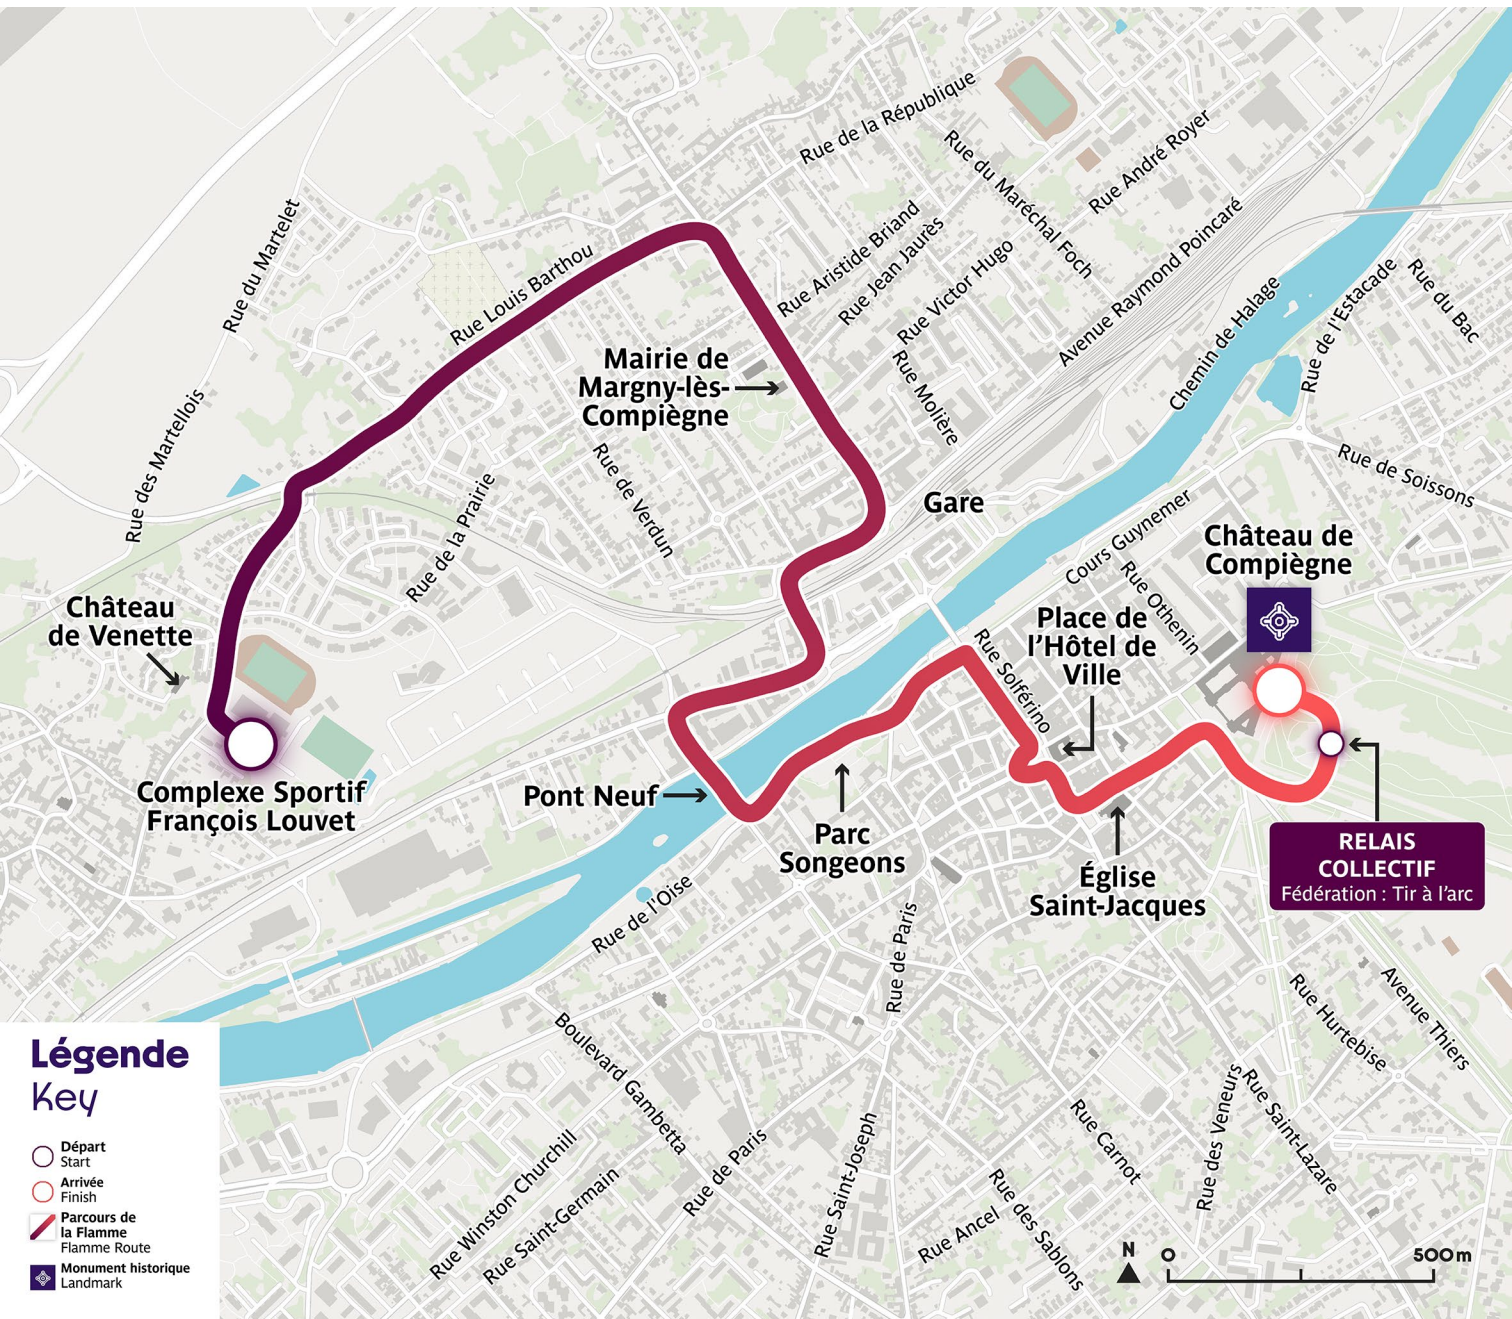 Rue de la République
Rue du Maréchal Foch
Rue André Royer
Rue du Martelet
Rue Louis Barthou
Rue Aristide Briand
Rue Jean Jaurès
Rue Victor Hugo
Avenue Raymond Poincaré
Chemin de Halage
Rue de l'Estacade
Rue du Bac
Mairie de
Margny-lès-
Compiègne
Rue Molière
Rue des Martellois
Rue de la Prairie
Rue de Verdun
Gare
Rue de Soissons
Cours Guynemer
Château de
Compiègne
Rue Othenin
Château
de Venette
Place de
l'Hôtel de
Ville
Rue Solférino
Complexe Sportif
François Louvet
Pont Neuf
Parc
Songeons
Église
Saint-Jacques
RELAIS
COLLECTIF
Fédération : Tir à l'arc
Rue de l'Oise
Rue de Paris
Rue Hurtebise
Avenue Thiers
Boulevard Gambetta
Rue Winston Churchill
Rue Saint-Germain
Rue de Paris
Rue Saint-Joseph
Rue Ancel
Rue des Sablons
Rue Carnot
Rue des Veneurs
Rue Saint-Lazare
Légende
Key
Départ
Start
Arrivée
Finish
Parcours de
la Flamme
Flamme Route
Monument historique
Landmark
N
0
500m